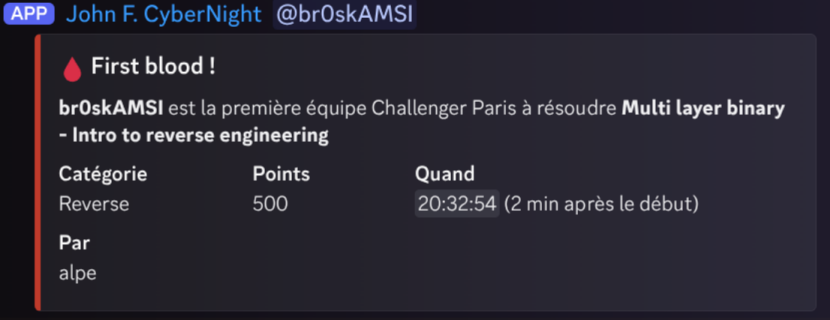 APP John F. CyberNight @br0skAMSI
First blood !
br0skAMSI est la première équipe Challenger Paris à résoudre Multi layer binary
- Intro to reverse engineering
Catégorie Points Quand
Reverse 500 20:32:54 (2 min après le début)
Par
alpe